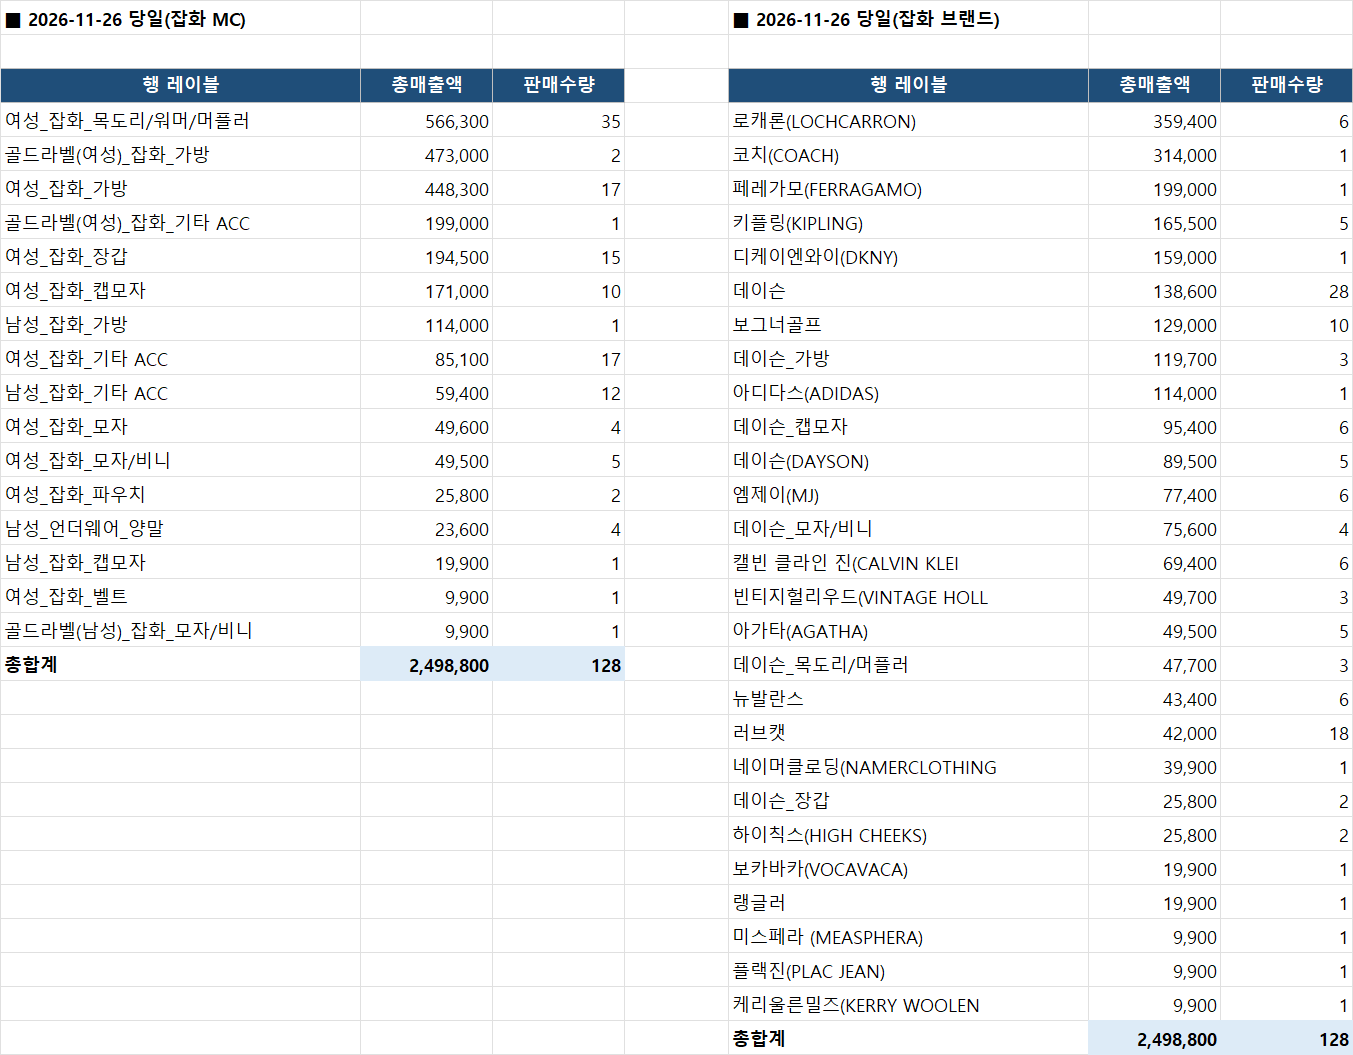 ■ 2026-11-26 당일(잡화 MC)
행 레이블 총매출액 판매수량
여성_잡화_목도리/워머/머플러 566,300 35
골드라벨(여성)_잡화_가방 473,000 2
여성_잡화_가방 448,300 17
골드라벨(여성)_잡화_기타 ACC 199,000 1
여성_잡화_장갑 194,500 15
여성_잡화_캡모자 171,000 10
남성_잡화_가방 114,000 1
여성_잡화_기타 ACC 85,100 17
남성_잡화_기타 ACC 59,400 12
여성_잡화_모자 49,600 4
여성_잡화_모자/비니 49,500 5
여성_잡화_파우치 25,800 2
남성_언더웨어_양말 23,600 4
남성_잡화_캡모자 19,900 1
여성_잡화_벨트 9,900 1
골드라벨(남성)_잡화_모자/비니 9,900 1
총합계 2,498,800 128
■ 2026-11-26 당일(잡화 브랜드)
행 레이블 총매출액 판매수량
로캐론(LOCHCARRON) 359,400 6
코치(COACH) 314,000 1
페레가모(FERRAGAMO) 199,000 1
키플링(KIPLING) 165,500 5
디케이엔와이(DKNY) 159,000 1
데이슨 138,600 28
보그너골프 129,000 10
데이슨_가방 119,700 3
아디다스(ADIDAS) 114,000 1
데이슨_캡모자 95,400 6
데이슨(DAYSON) 89,500 5
엠제이(MJ) 77,400 6
데이슨_모자/비니 75,600 4
캘빈 클라인 진(CALVIN KLEI 69,400 6
빈티지헐리우드(VINTAGE HOLL 49,700 3
아가타(AGATHA) 49,500 5
데이슨_목도리/머플러 47,700 3
뉴발란스 43,400 6
러브캣 42,000 18
네이머클로딩(NAMERCLOTHING 39,900 1
데이슨_장갑 25,800 2
하이칙스(HIGH CHEEKS) 25,800 2
보카바카(VOCAVACA) 19,900 1
랭글러 19,900 1
미스페라 (MEASPHERA) 9,900 1
플랙진(PLAC JEAN) 9,900 1
케리울른밀즈(KERRY WOOLEN 9,900 1
총합계 2,498,800 128